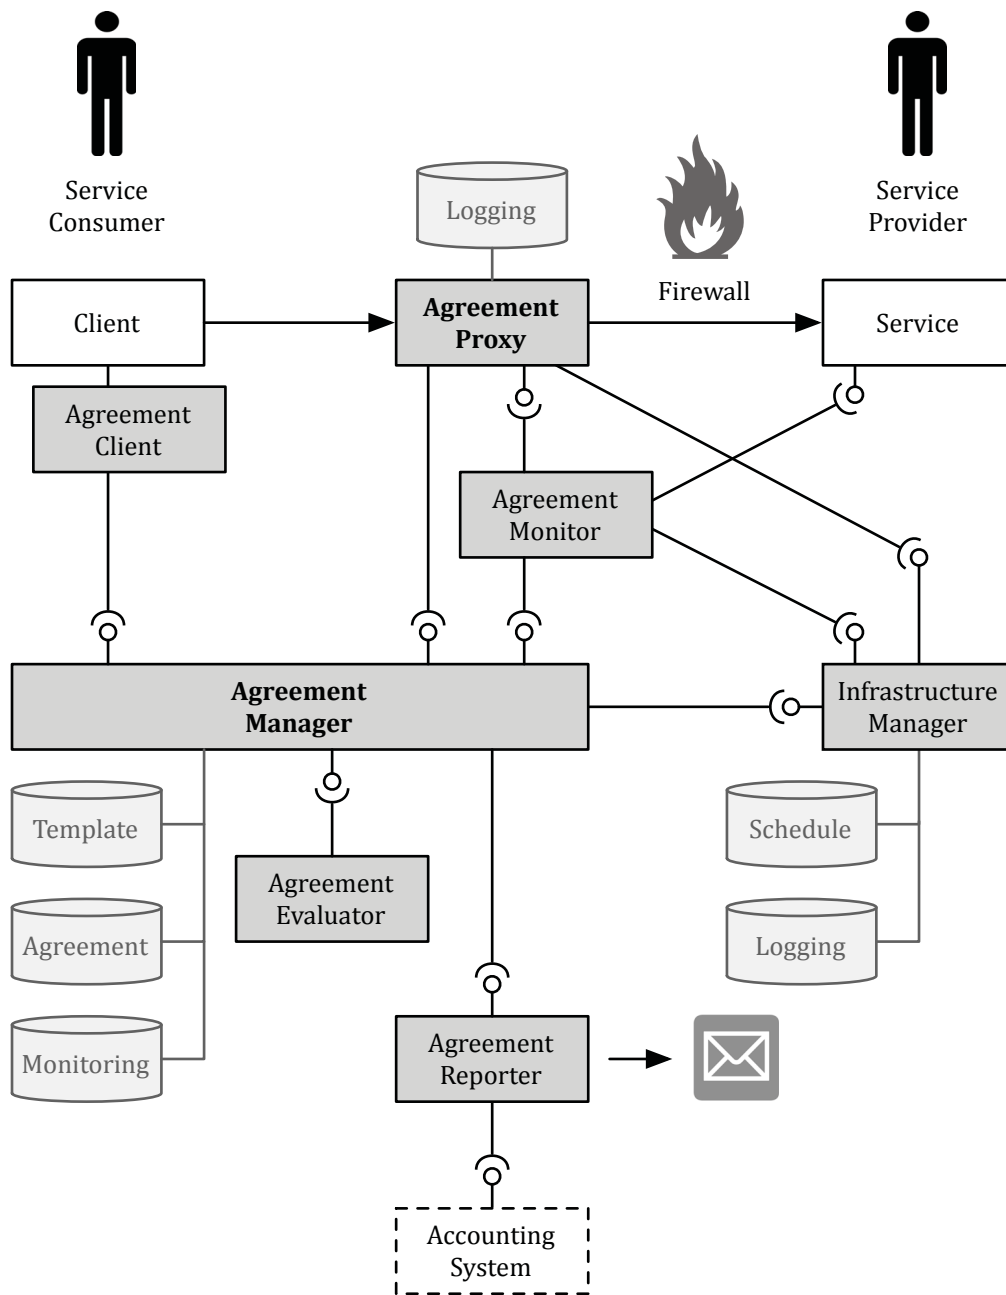 Service
Consumer
Logging
Firewall
Service
Provider
Client
Agreement
Proxy
Service
Agreement
Client
Agreement
Monitor
Agreement
Manager
Infrastructure
Manager
Template
Schedule
Agreement
Evaluator
Agreement
Logging
Monitoring
Agreement
Reporter
Accounting
System